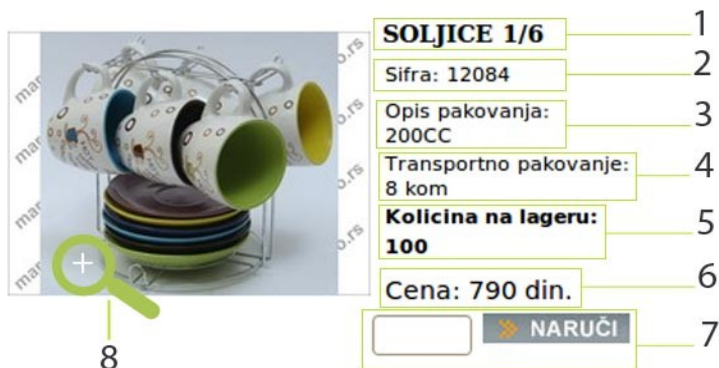 SOLJICE 1/6
1
Sifra: 12084
2
Opis pakovanja:
200CC
3
Transportno pakovanje:
8 kom
4
Kolicina na lageru:
100
5
Cena: 790 din.
6
NARUČI
7
8